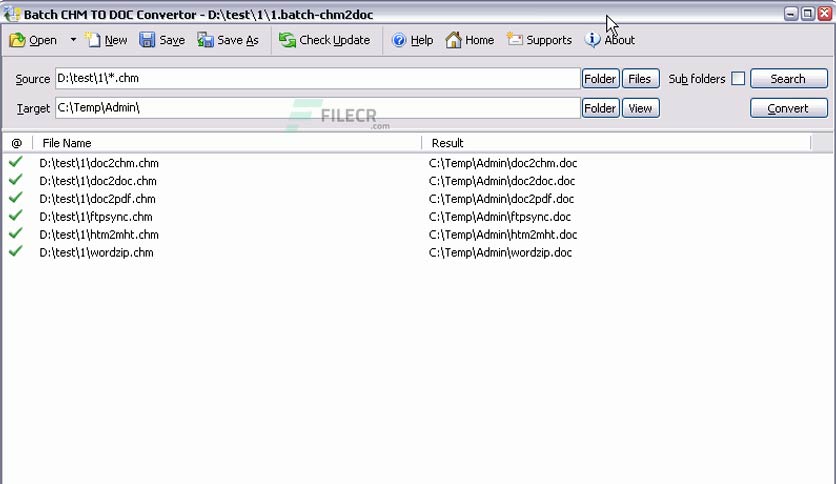 Batch CHM TO DOC Convertor - D:\test\1\1.batch-chm2doc
Open New Save Save As Check Update Help Home Supports About
Source D:\test\1\*.chm Folder Files Sub folders Search
Target C:\Temp\Admin\ Folder View Convert
FILECR
.com
@ File Name Result
D:\test\1\doc2chm.chm C:\Temp\Admin\doc2chm.doc
D:\test\1\doc2doc.chm C:\Temp\Admin\doc2doc.doc
D:\test\1\doc2pdf.chm C:\Temp\Admin\doc2pdf.doc
D:\test\1\ftpsync.chm C:\Temp\Admin\ftpsync.doc
D:\test\1\htm2mht.chm C:\Temp\Admin\htm2mht.doc
D:\test\1\wordzip.chm C:\Temp\Admin\wordzip.doc